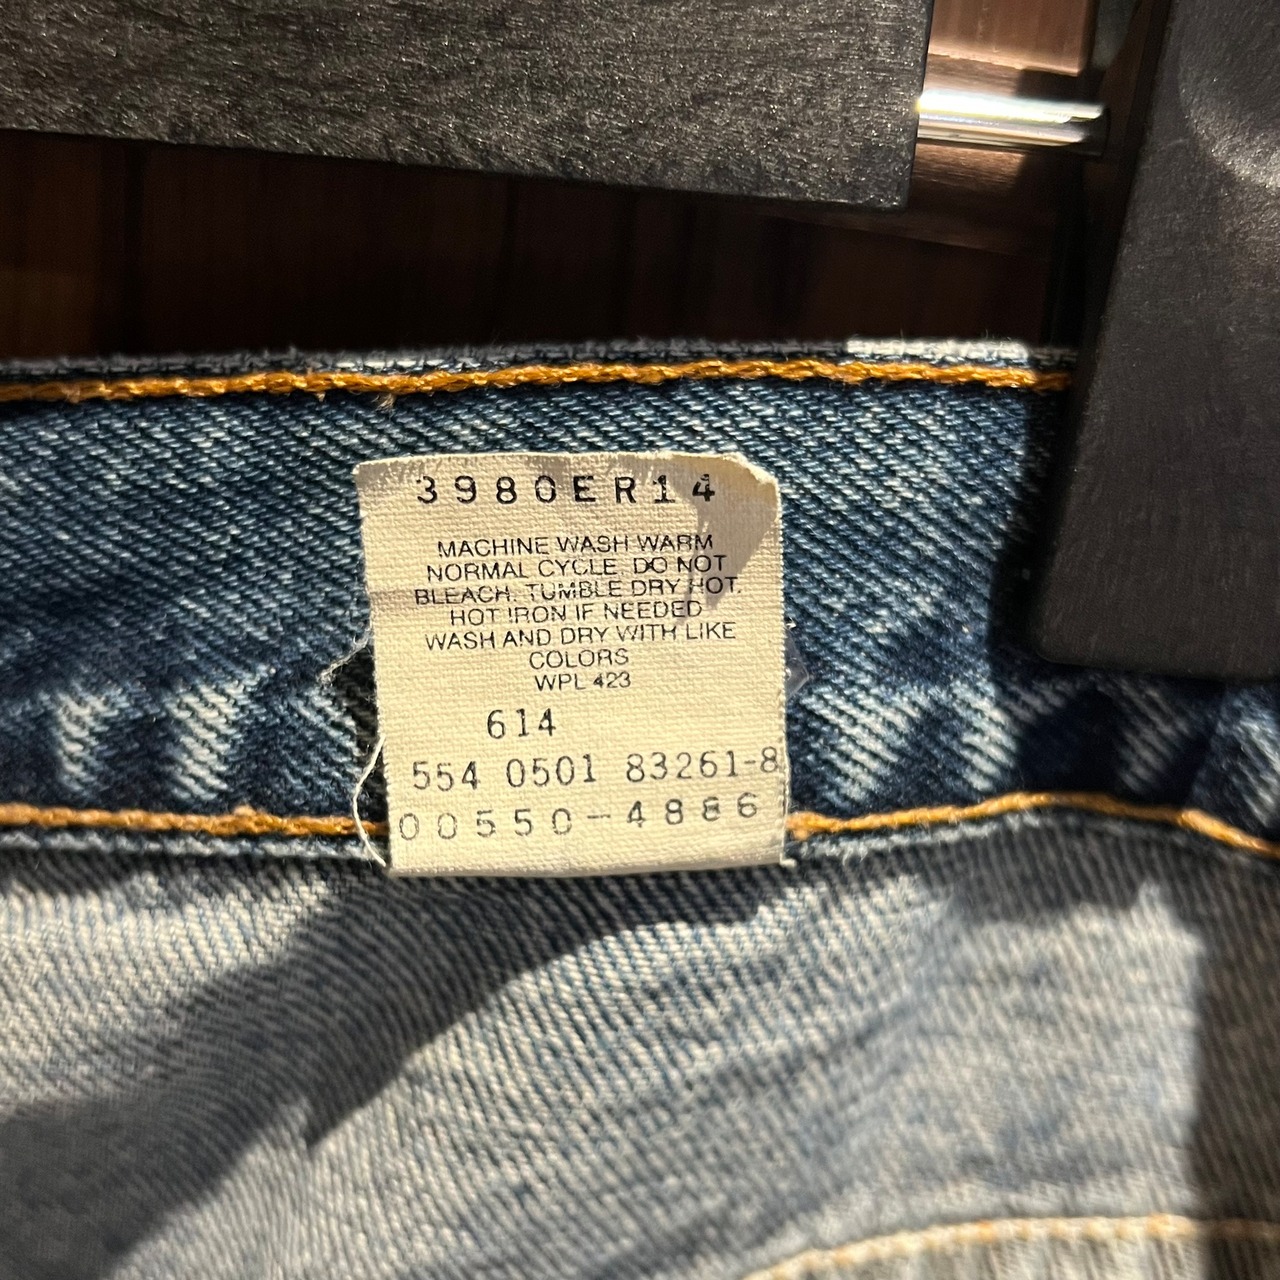 3980ER14
MACHINE WASH WARM
NORMAL CYCLE. DO NOT
BLEACH. TUMBLE DRY HOT.
HOT IRON IF NEEDED
WASH AND DRY WITH LIKE
COLORS
WPL 423
614
554 0501 83261-8
00550-4886